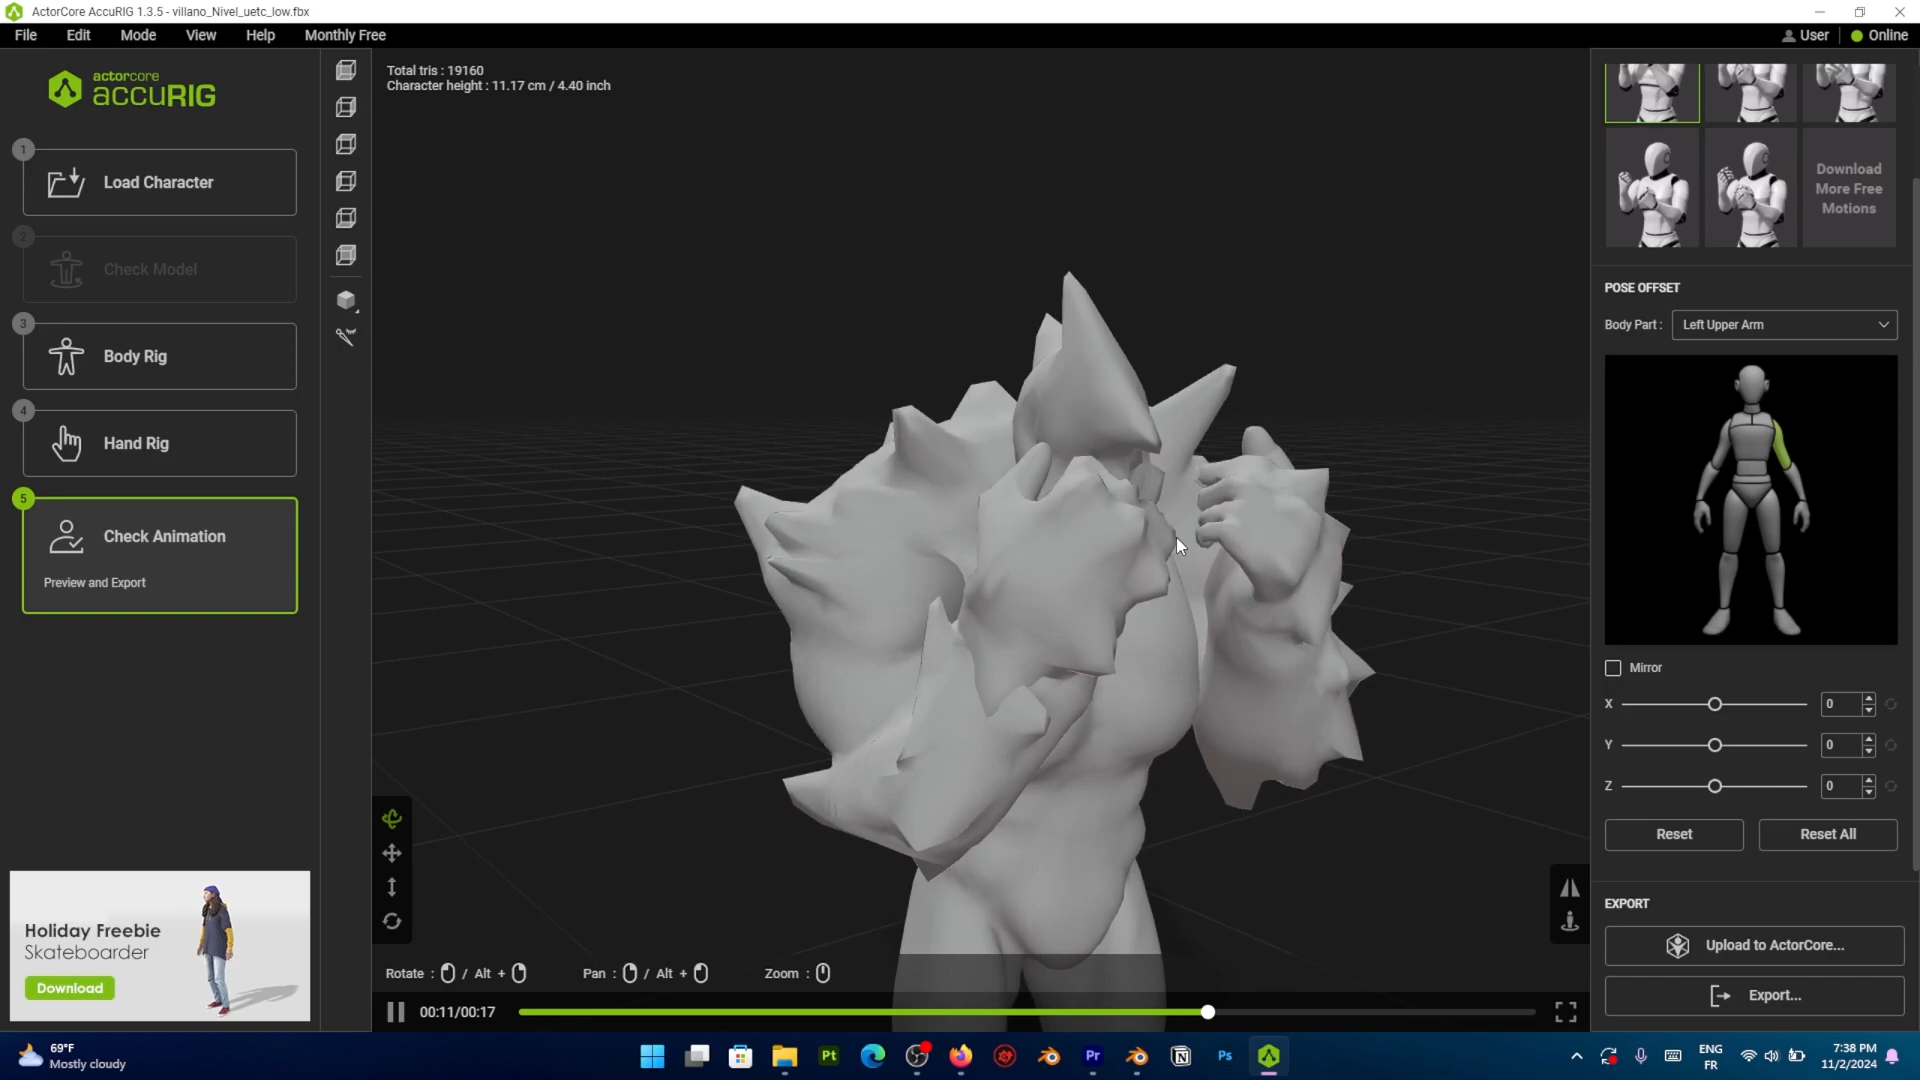 ActorCore AccuRIG 1.3.5 - villano_Nivel_uetc_low.fbx
File Edit Mode View Help Monthly Free
User
Online
actorcore
accuRIG
1
Load Character
2
Check Model
3
Body Rig
4
Hand Rig
5
Check Animation
Preview and Export
Holiday Freebie
Skateboarder
Download
Total tris : 19160
Character height : 11.17 cm / 4.40 inch
Rotate : / Alt + Pan : / Alt + Zoom :
00:11/00:17
Download
More Free
Motions
POSE OFFSET
Body Part : Left Upper Arm
Mirror
X 0
Y 0
Z 0
Reset Reset All
EXPORT
Upload to ActorCore...
Export...
69°F
Mostly cloudy
Pt
Pr
N
Ps
ENG
FR
7:38 PM
11/2/2024